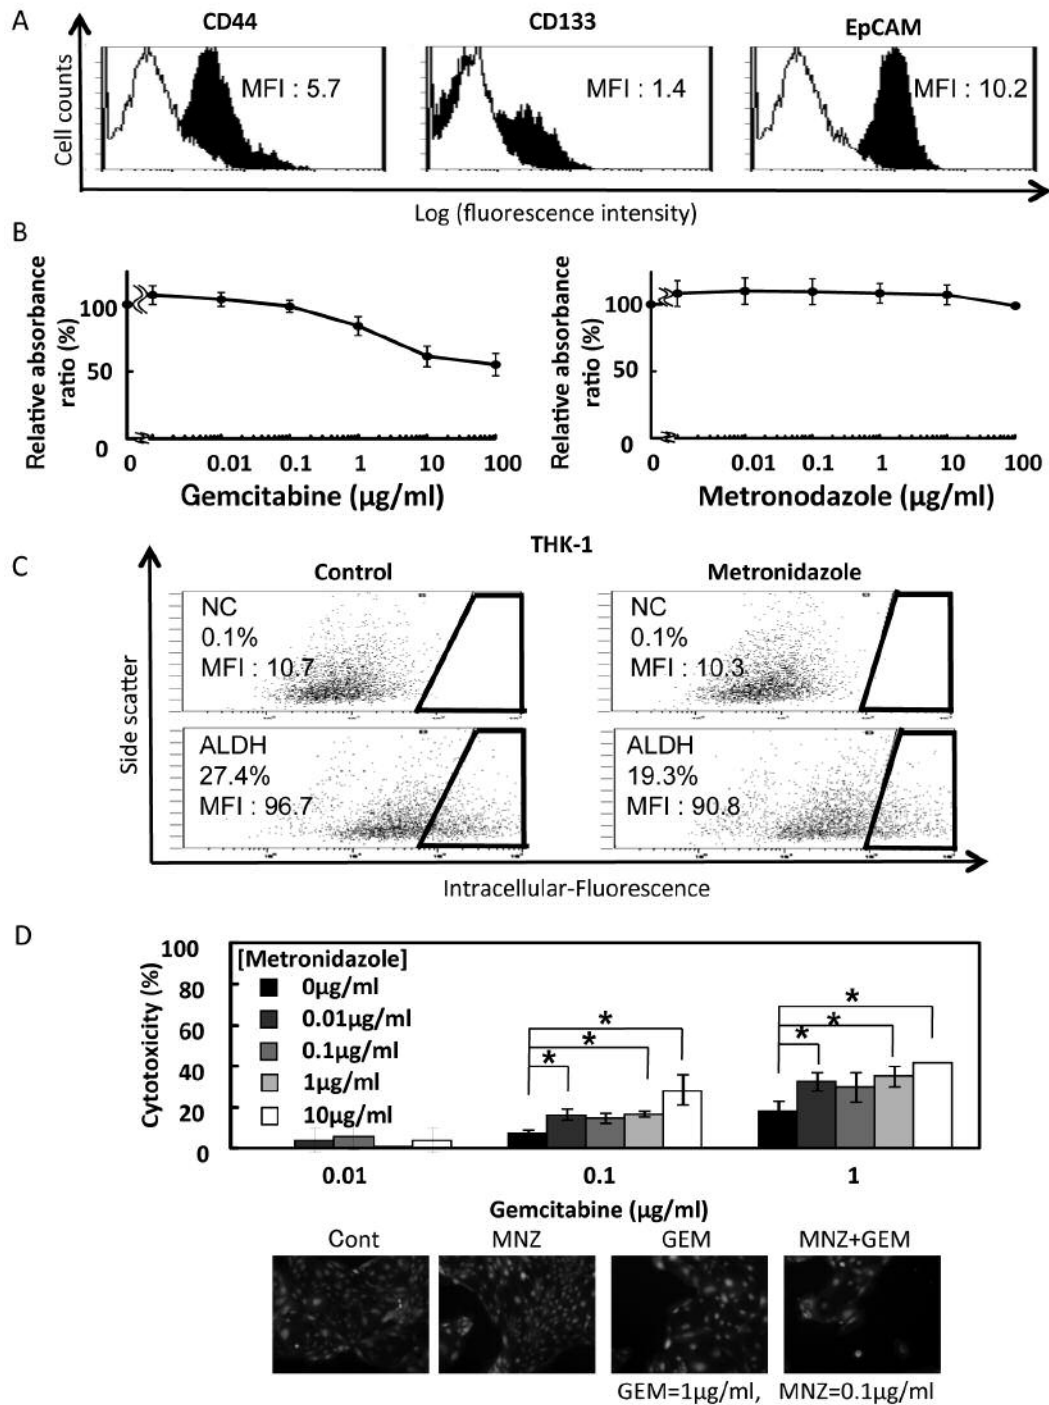 A
CD44
CD133
EpCAM
Cell counts
MFI : 5.7
MFI : 1.4
MFI : 10.2
Log (fluorescence intensity)
B
Relative absorbance
ratio (%)
100
50
0
0 0.01 0.1 1 10 100
Gemcitabine (µg/ml)
Relative absorbance
ratio (%)
100
50
0
0 0.01 0.1 1 10 100
Metronodazole (µg/ml)
C
THK-1
Control
Metronidazole
Side scatter
NC
0.1%
MFI : 10.7
NC
0.1%
MFI : 10.3
ALDH
27.4%
MFI : 96.7
ALDH
19.3%
MFI : 90.8
Intracellular-Fluorescence
D
Cytotoxicity (%)
100
80
60
40
20
0
[Metronidazole]
0µg/ml
0.01µg/ml
0.1µg/ml
1µg/ml
10µg/ml
* * *
* * *
0.01 0.1 1
Gemcitabine (µg/ml)
Cont MNZ GEM MNZ+GEM
GEM=1µg/ml, MNZ=0.1µg/ml